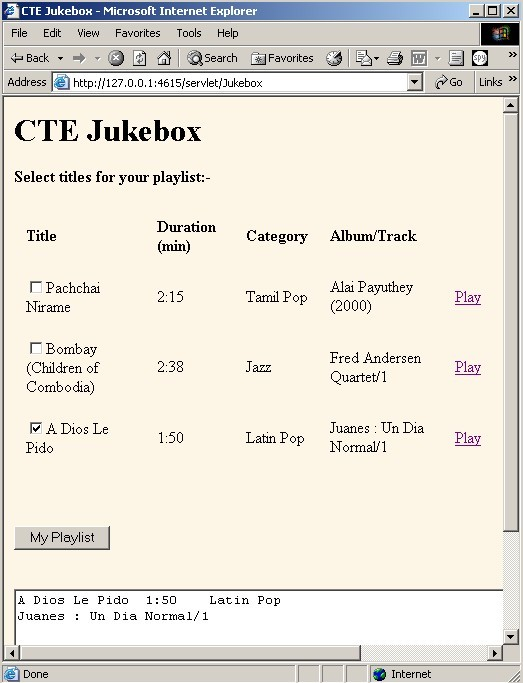 CTE Jukebox - Microsoft Internet Explorer
File Edit View Favorites Tools Help
Back Search Favorites
Address http://127.0.0.1:4615/servlet/Jukebox Go Links
CTE Jukebox
Select titles for your playlist:-
Title Duration (min) Category Album/Track
Pachchai Nirame 2:15 Tamil Pop Alai Payuthey (2000) Play
Bombay (Children of Combodia) 2:38 Jazz Fred Andersen Quartet/1 Play
A Dios Le Pido 1:50 Latin Pop Juanes : Un Dia Normal/1 Play
My Playlist
A Dios Le Pido 1:50 Latin Pop
Juanes : Un Dia Normal/1
Done Internet